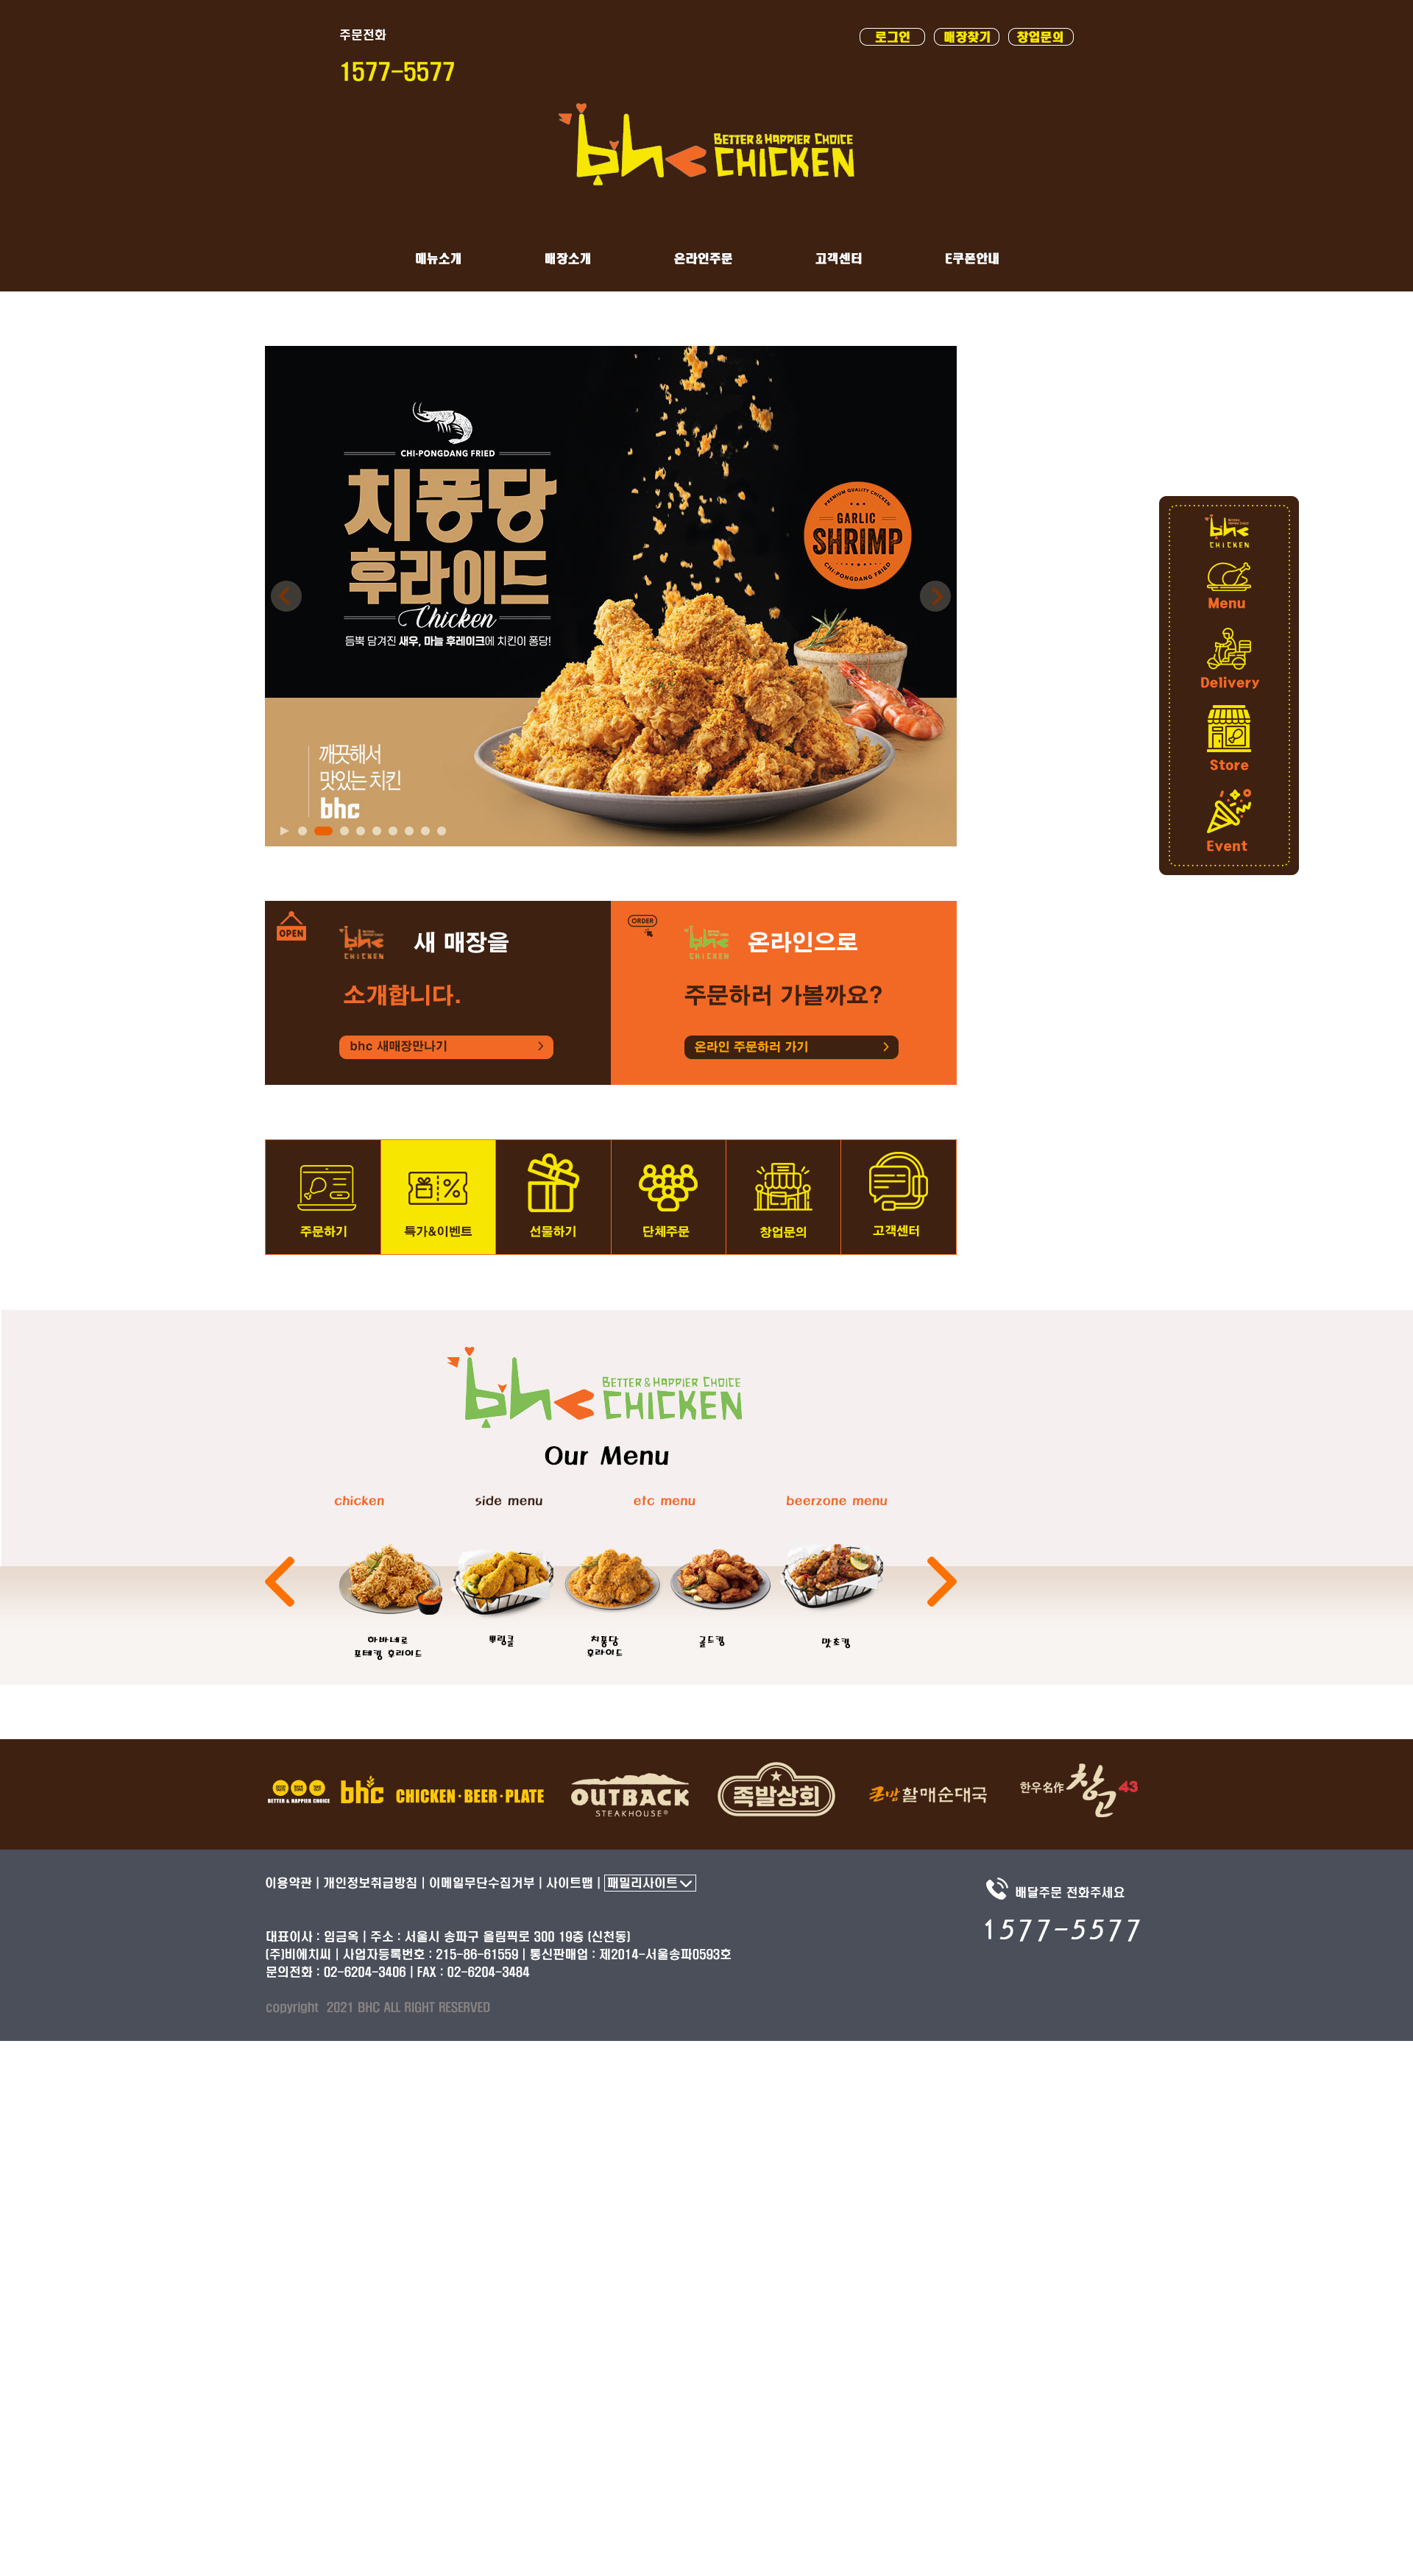 주문전화
로그인 매장찾기 창업문의
1577-5577
bhc BETTER & HAPPIER CHOICE CHICKEN
메뉴소개 매장소개 온라인주문 고객센터 E쿠폰안내
CHI-PONGDANG FRIED
치퐁당
후라이드
Chicken
듬뿍 담겨진 새우, 마늘 후레이크에 치킨이 퐁당!
PREMIUM QUALITY CHICKEN
GARLIC
SHRIMP
CHI-PONGDANG FRIED
깨끗해서
맛있는 치킨
bhc
bhc
CHICKEN
Menu
Delivery
Store
Event
OPEN
bhc CHICKEN 새 매장을
소개합니다.
bhc 새매장만나기
ORDER
bhc CHICKEN 온라인으로
주문하러 가볼까요?
온라인 주문하러 가기
주문하기 특가&이벤트 선물하기 단체주문 창업문의 고객센터
bhc BETTER & HAPPIER CHOICE CHICKEN
Our Menu
chicken side menu etc menu beerzone menu
하바네로
포테킹 후라이드
뿌링클
치퐁당
후라이드
골드킹
맛초킹
BETTER & HAPPIER CHOICE bhc CHICKEN·BEER·PLATE
OUTBACK
STEAKHOUSE®
족발상회
큰맘할매순대국
한우名作 창고 43
이용약관 | 개인정보취급방침 | 이메일무단수집거부 | 사이트맵 | 패밀리사이트
배달주문 전화주세요
1577-5577
대표이사 : 임금옥 | 주소 : 서울시 송파구 올림픽로 300 19층 (신천동)
(주)비에치씨 | 사업자등록번호 : 215-86-61559 | 통신판매업 : 제2014-서울송파0593호
문의전화 : 02-6204-3406 | FAX : 02-6204-3484
copyright 2021 BHC ALL RIGHT RESERVED